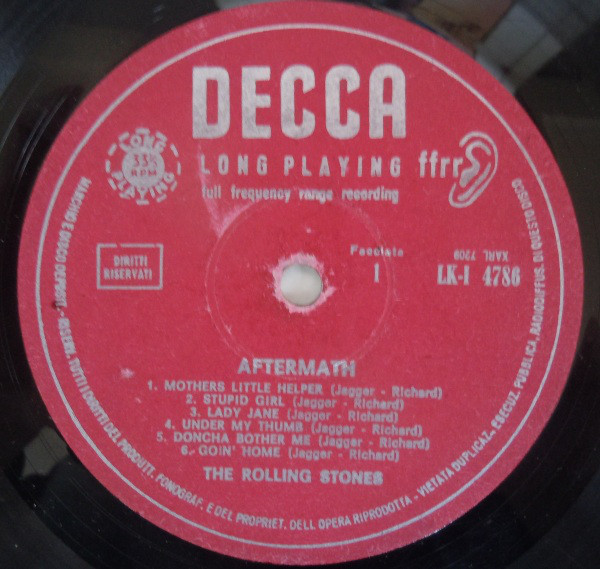 DECCA
LONG PLAYING ffrr
full frequency range recording
LONG PLAYING
33⅓
RPM
DIRITTI
RISERVATI
Facciata
1
XARL 7209
LK-I 4786
AFTERMATH
1. MOTHERS LITTLE HELPER (Jagger - Richard)
2. STUPID GIRL (Jagger - Richard)
3. LADY JANE (Jagger - Richard)
4. UNDER MY THUMB (Jagger - Richard)
5. DONCHA BOTHER ME (Jagger - Richard)
6. GOIN' HOME (Jagger - Richard)
THE ROLLING STONES
MARCHIO E DISCO DEPOSIT. - RISERV. TUTTI I DIRITTI DEL PRODUTT. FONOGRAF. E DEL PROPRIET. DELL OPERA RIPRODOTTA - VIETATA DUPLICAZ. ESECUZ. PUBBLICA, RADIODIFFUS. DI QUESTO DISCO